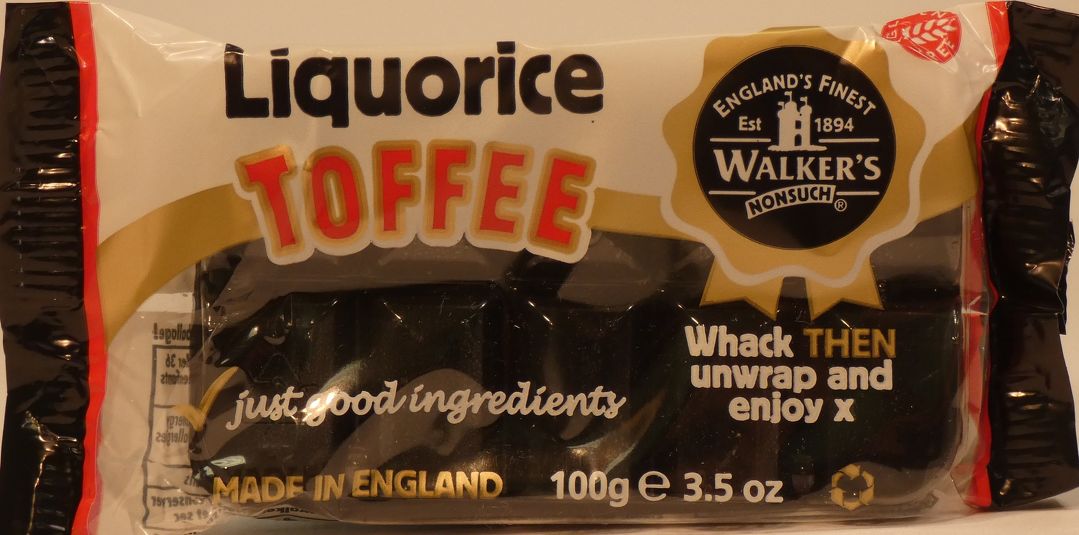 Liquorice
TOFFEE
ENGLAND'S FINEST
Est 1894
WALKER'S
NONSUCH®
Whack THEN
unwrap and
enjoy x
just good ingredients
MADE IN ENGLAND
100g e 3.5 oz